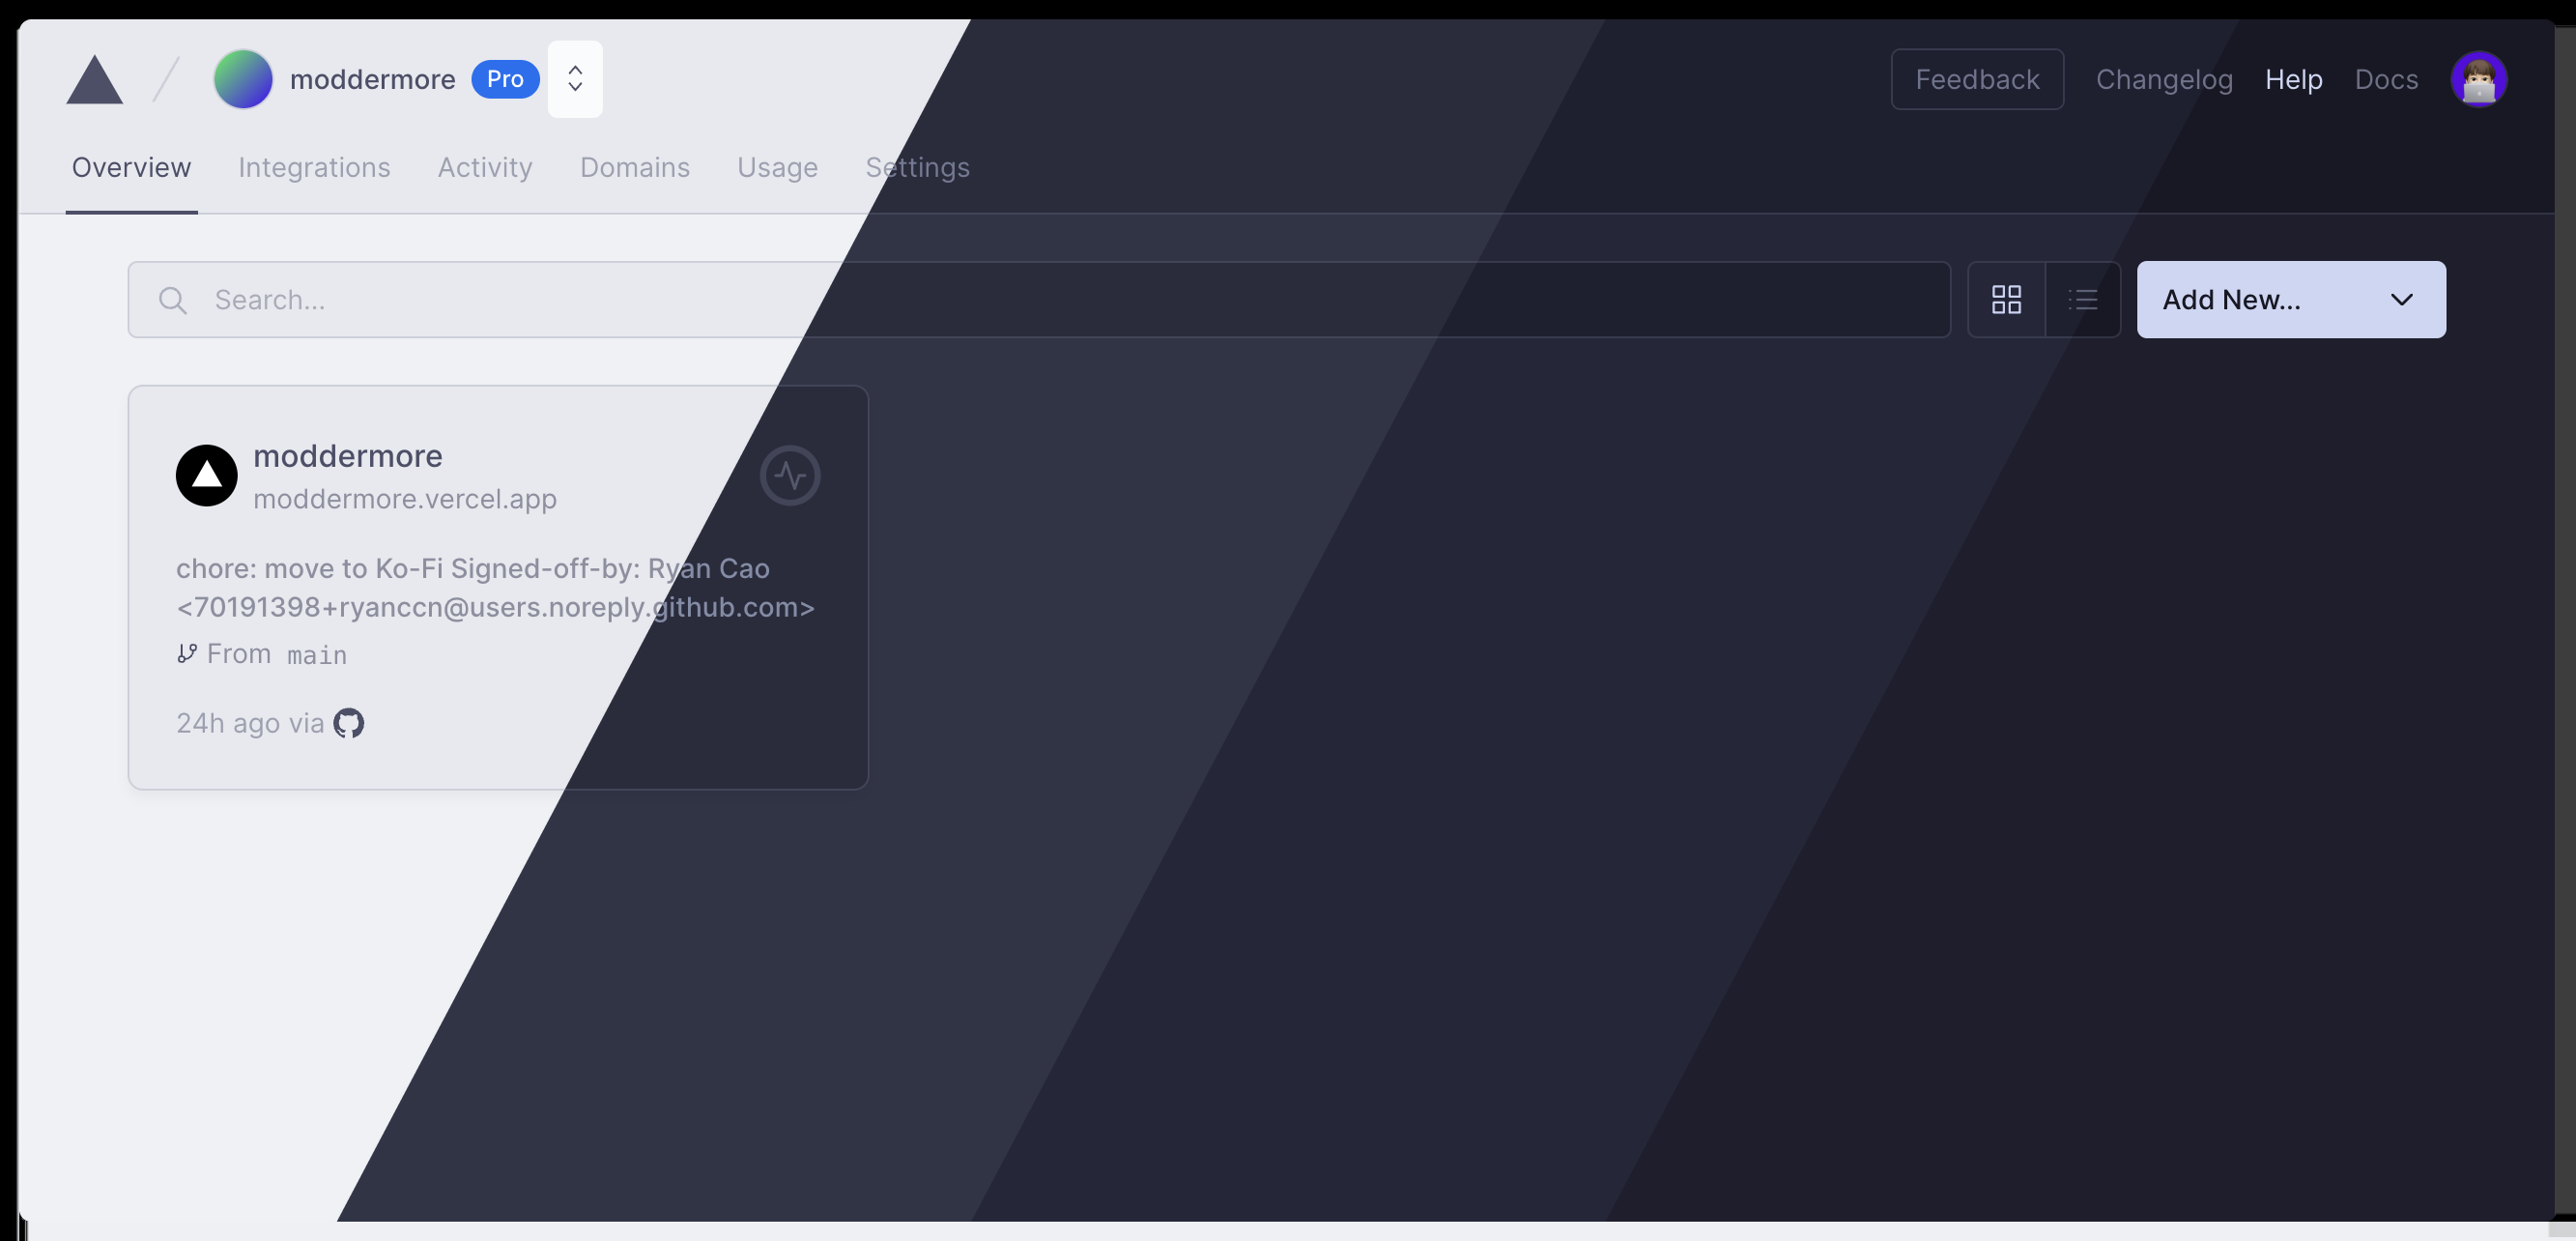 moddermore Pro Feedback Changelog Help Docs
Overview Integrations Activity Domains Usage Settings
Search... Add New...
moddermore
moddermore.vercel.app
chore: move to Ko-Fi Signed-off-by: Ryan Cao
<70191398+ryanccn@users.noreply.github.com>
From main
24h ago via